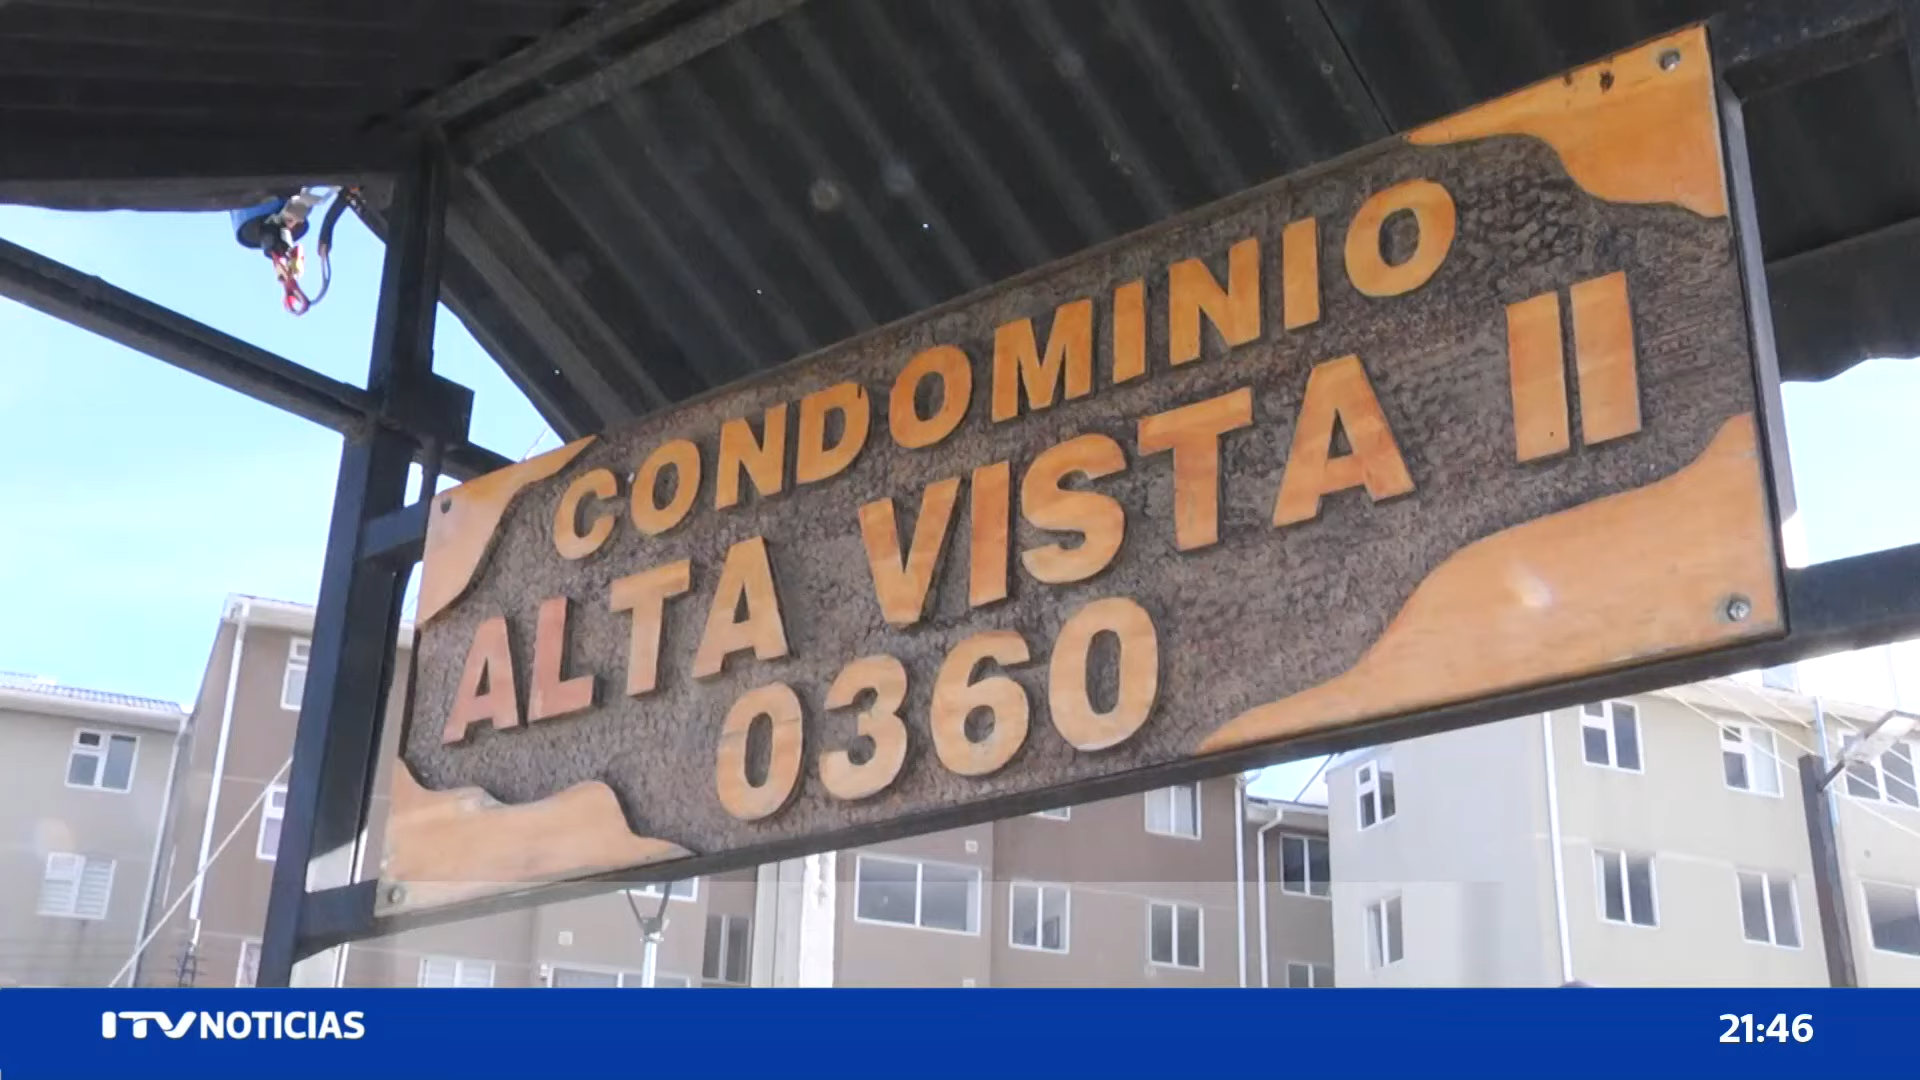 CONDOMINIO
ALTA VISTA II
0360
ITV NOTICIAS
21:46